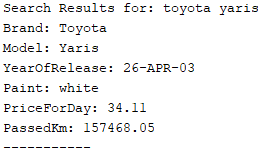 Search Results for: toyota yaris
Brand: Toyota
Model: Yaris
YearOfRelease: 26-APR-03
Paint: white
PriceForDay: 34.11
PassedKm: 157468.05
-----------